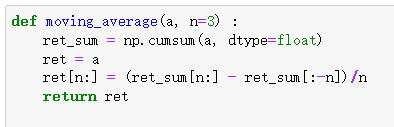 def moving_average(a, n=3) :
    ret_sum = np.cumsum(a, dtype=float)
    ret = a
    ret[n:] = (ret_sum[n:] - ret_sum[:-n])/n
    return ret